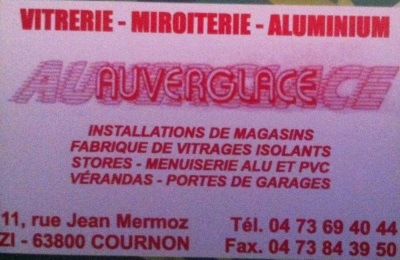 VITRERIE - MIROITERIE - ALUMINIUM
AUVERGLACE
INSTALLATIONS DE MAGASINS
FABRIQUE DE VITRAGES ISOLANTS
STORES - MENUISERIE ALU ET PVC
VÉRANDAS - PORTES DE GARAGES
11, rue Jean Mermoz Tél. 04 73 69 40 44
ZI - 63800 COURNON Fax. 04 73 84 39 50